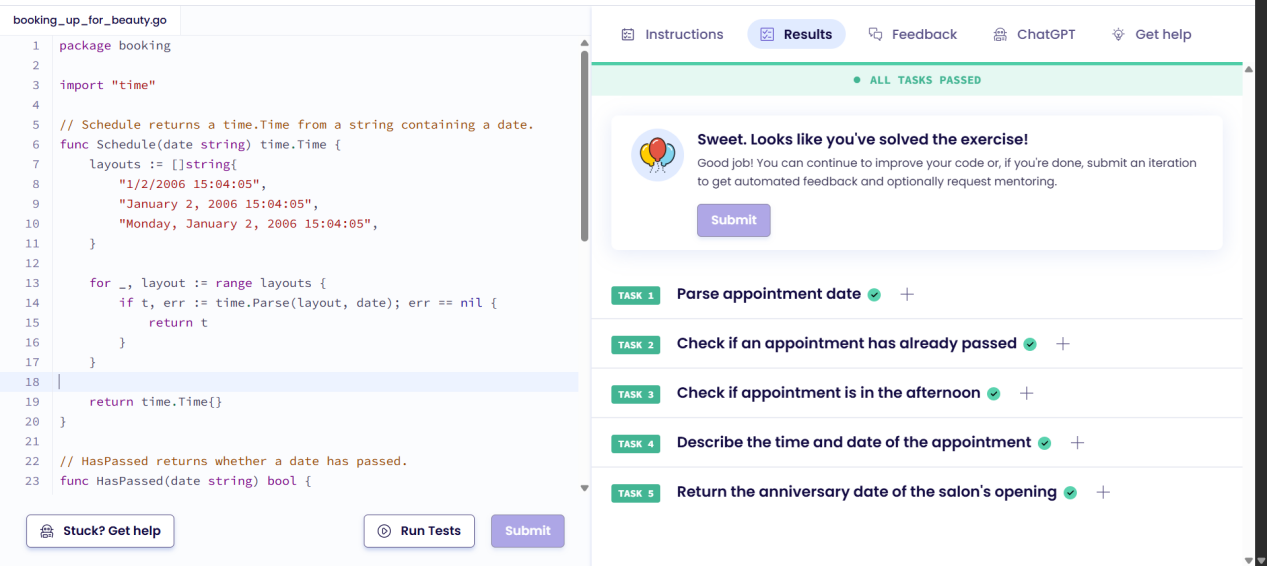 booking_up_for_beauty.go
1 package booking
2
3 import "time"
4
5 // Schedule returns a time.Time from a string containing a date.
6 func Schedule(date string) time.Time {
7     layouts := []string{
8         "1/2/2006 15:04:05",
9         "January 2, 2006 15:04:05",
10         "Monday, January 2, 2006 15:04:05",
11     }
12
13     for _, layout := range layouts {
14         if t, err := time.Parse(layout, date); err == nil {
15             return t
16         }
17     }
18
19     return time.Time{}
20 }
21
22 // HasPassed returns whether a date has passed.
23 func HasPassed(date string) bool {
Stuck? Get help
Run Tests
Submit
Instructions
Results
Feedback
ChatGPT
Get help
ALL TASKS PASSED
Sweet. Looks like you've solved the exercise!
Good job! You can continue to improve your code or, if you're done, submit an iteration
to get automated feedback and optionally request mentoring.
Submit
TASK 1 Parse appointment date
TASK 2 Check if an appointment has already passed
TASK 3 Check if appointment is in the afternoon
TASK 4 Describe the time and date of the appointment
TASK 5 Return the anniversary date of the salon's opening